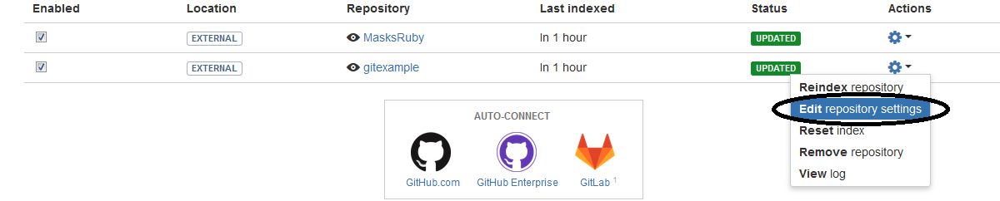 Enabled Location Repository Last indexed Status Actions
EXTERNAL MasksRuby In 1 hour UPDATED
EXTERNAL gitexample In 1 hour UPDATED
Reindex repository
Edit repository settings
Reset index
Remove repository
View log
AUTO-CONNECT
GitHub.com GitHub Enterprise GitLab 1